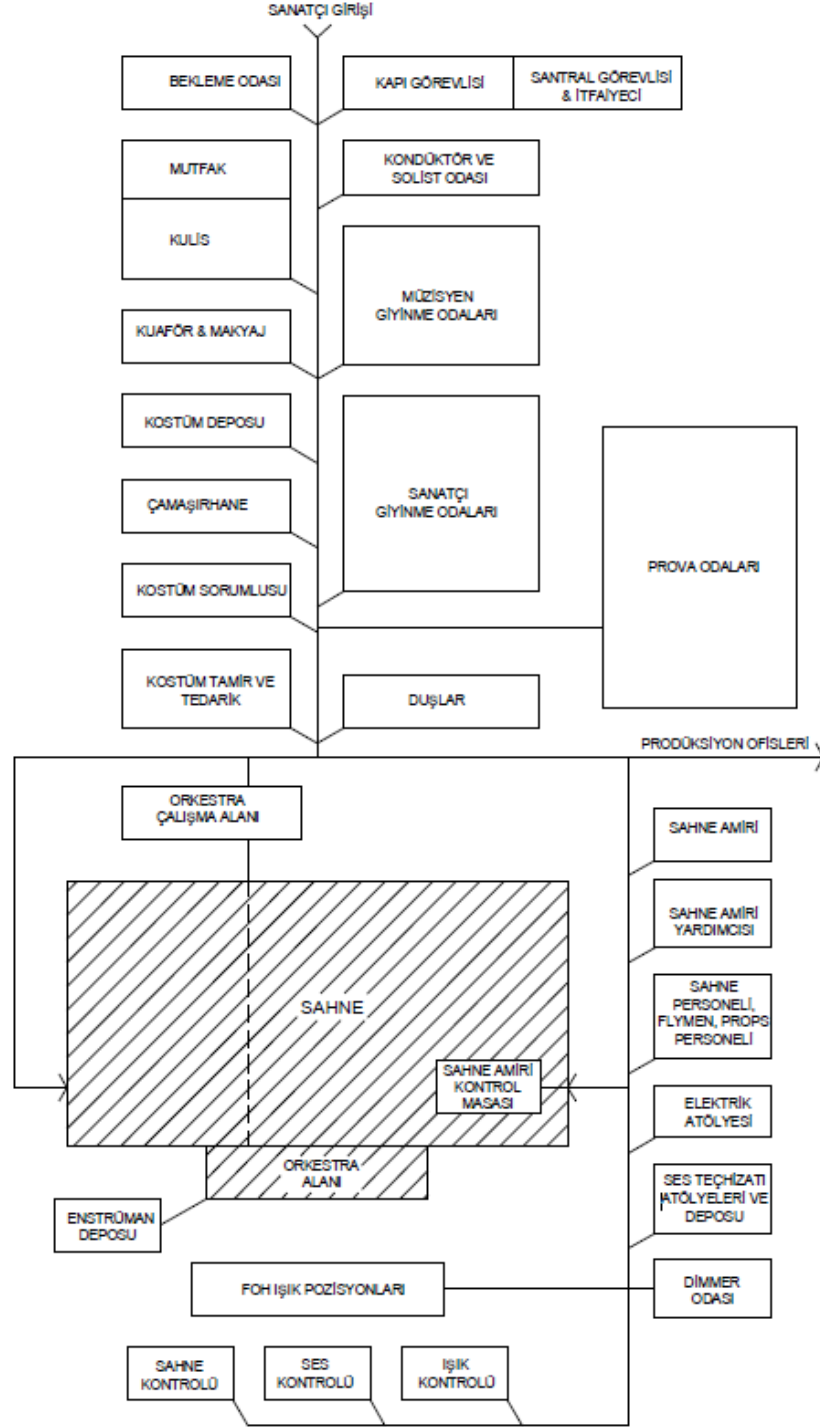 SANATÇI GİRİŞİ
BEKLEME ODASI
KAPI GÖREVLİSİ
SANTRAL GÖREVLİSİ
& İTFAİYECİ
MUTFAK
KONDÜKTÖR VE
SOLİST ODASI
KULİS
MÜZİSYEN
GİYİNME ODALARI
KUAFÖR & MAKYAJ
KOSTÜM DEPOSU
SANATÇI
GİYİNME ODALARI
ÇAMAŞIRHANE
PROVA ODALARI
KOSTÜM SORUMLUSU
KOSTÜM TAMİR VE
TEDARİK
DUŞLAR
PRODÜKSİYON OFİSLERİ
ORKESTRA
ÇALIŞMA ALANI
SAHNE AMİRİ
SAHNE AMİRİ
YARDIMCISI
SAHNE
SAHNE
PERSONELİ,
FLYMEN, PROPS
PERSONELİ
SAHNE AMİRİ
KONTROL
MASASI
ELEKTRİK
ATÖLYESİ
ORKESTRA
ALANI
SES TEÇHİZATI
ATÖLYELERİ VE
DEPOSU
ENSTRÜMAN
DEPOSU
FOH IŞIK POZİSYONLARI
DİMMER
ODASI
SAHNE
KONTROLÜ
SES
KONTROLÜ
IŞIK
KONTROLÜ